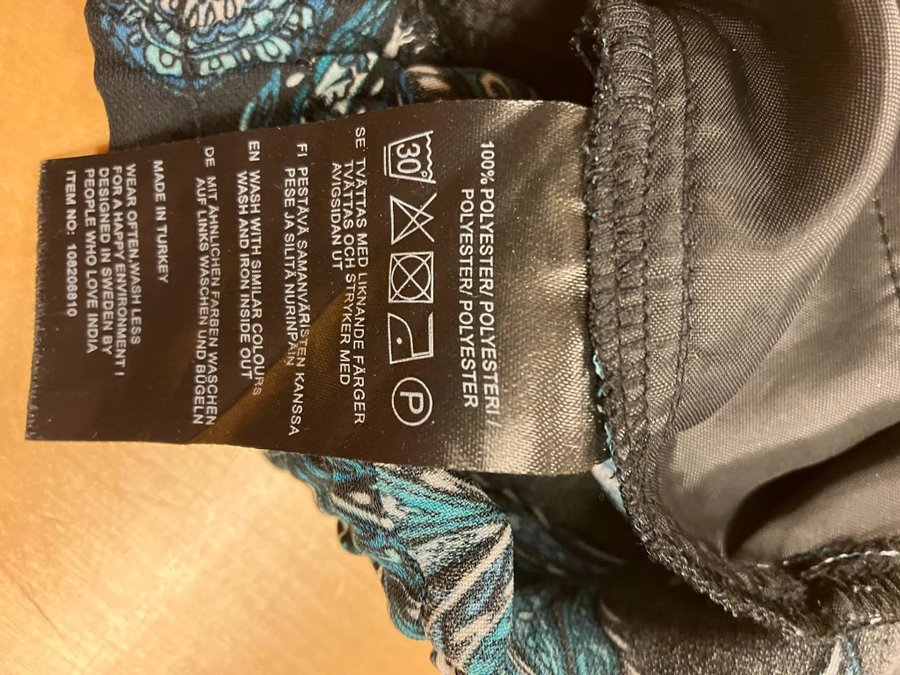 100% POLYESTER/ POLYESTERI/
POLYESTER/ POLYESTER
30°
P
SE TVÄTTAS MED LIKNANDE FÄRGER
TVÄTTAS OCH STRYKER MED
AVIGSIDAN UT
FI PESTÄVÄ SAMANVÄRISTEN KANSSA
PESE JA SILITÄ NURINPÄIN
EN WASH WITH SIMILAR COLOURS
WASH AND IRON INSIDE OUT
DE MIT ÄHNLICHEN FARBEN WASCHEN
AUF LINKS WASCHEN UND BÜGELN
MADE IN TURKEY
WEAR OFTEN,WASH LESS
FOR A HAPPY ENVIRONMENT I
DESIGNED IN SWEDEN BY
PEOPLE WHO LOVE INDIA
ITEM NO: 108206810